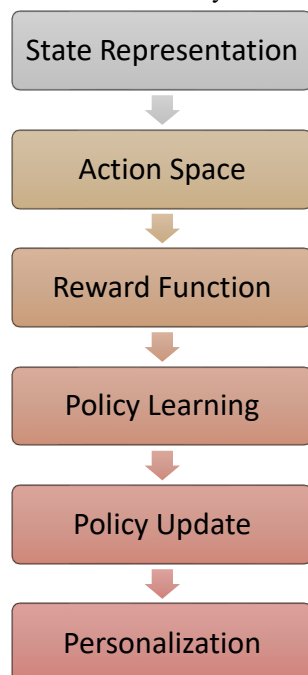 State Representation
Action Space
Reward Function
Policy Learning
Policy Update
Personalization